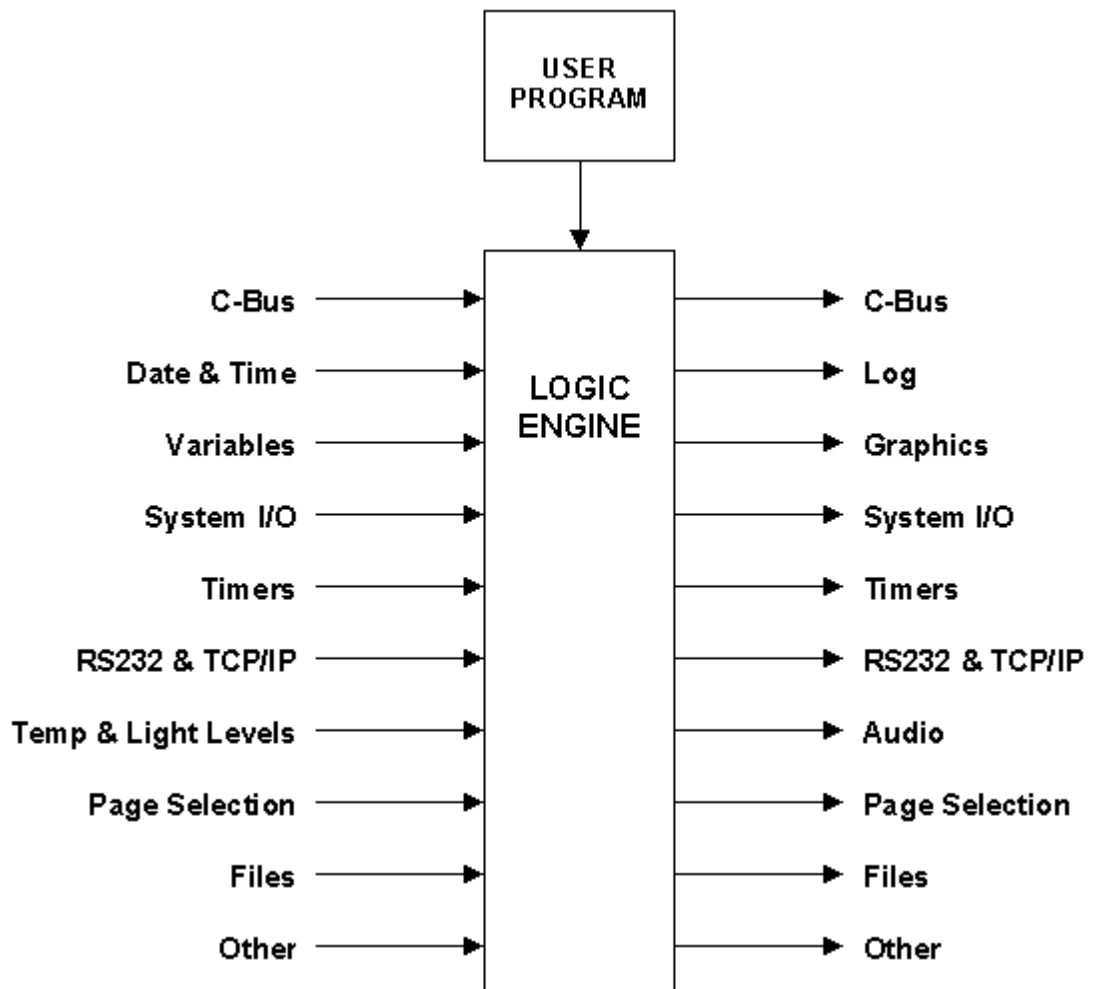 USER
PROGRAM
LOGIC
ENGINE
C-Bus
C-Bus
Date & Time
Log
Variables
Graphics
System I/O
System I/O
Timers
Timers
RS232 & TCP/IP
RS232 & TCP/IP
Temp & Light Levels
Audio
Page Selection
Page Selection
Files
Files
Other
Other